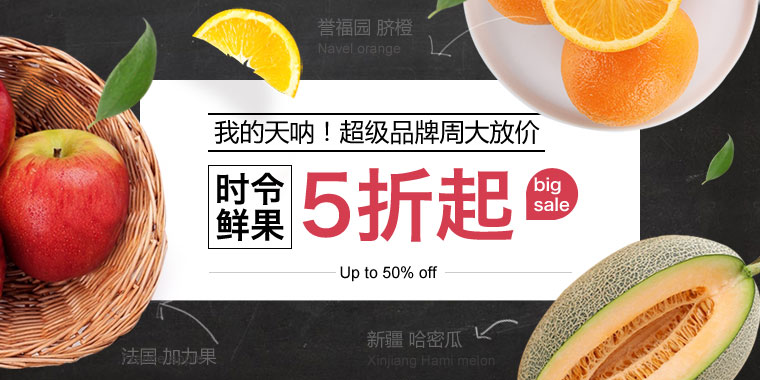 誉福园 脐橙
Navel orange
我的天呐！超级品牌周大放价
时令
鲜果
5折起
big
sale
Up to 50% off
新疆 哈密瓜
Xinjiang Hami melon
法国 加力果